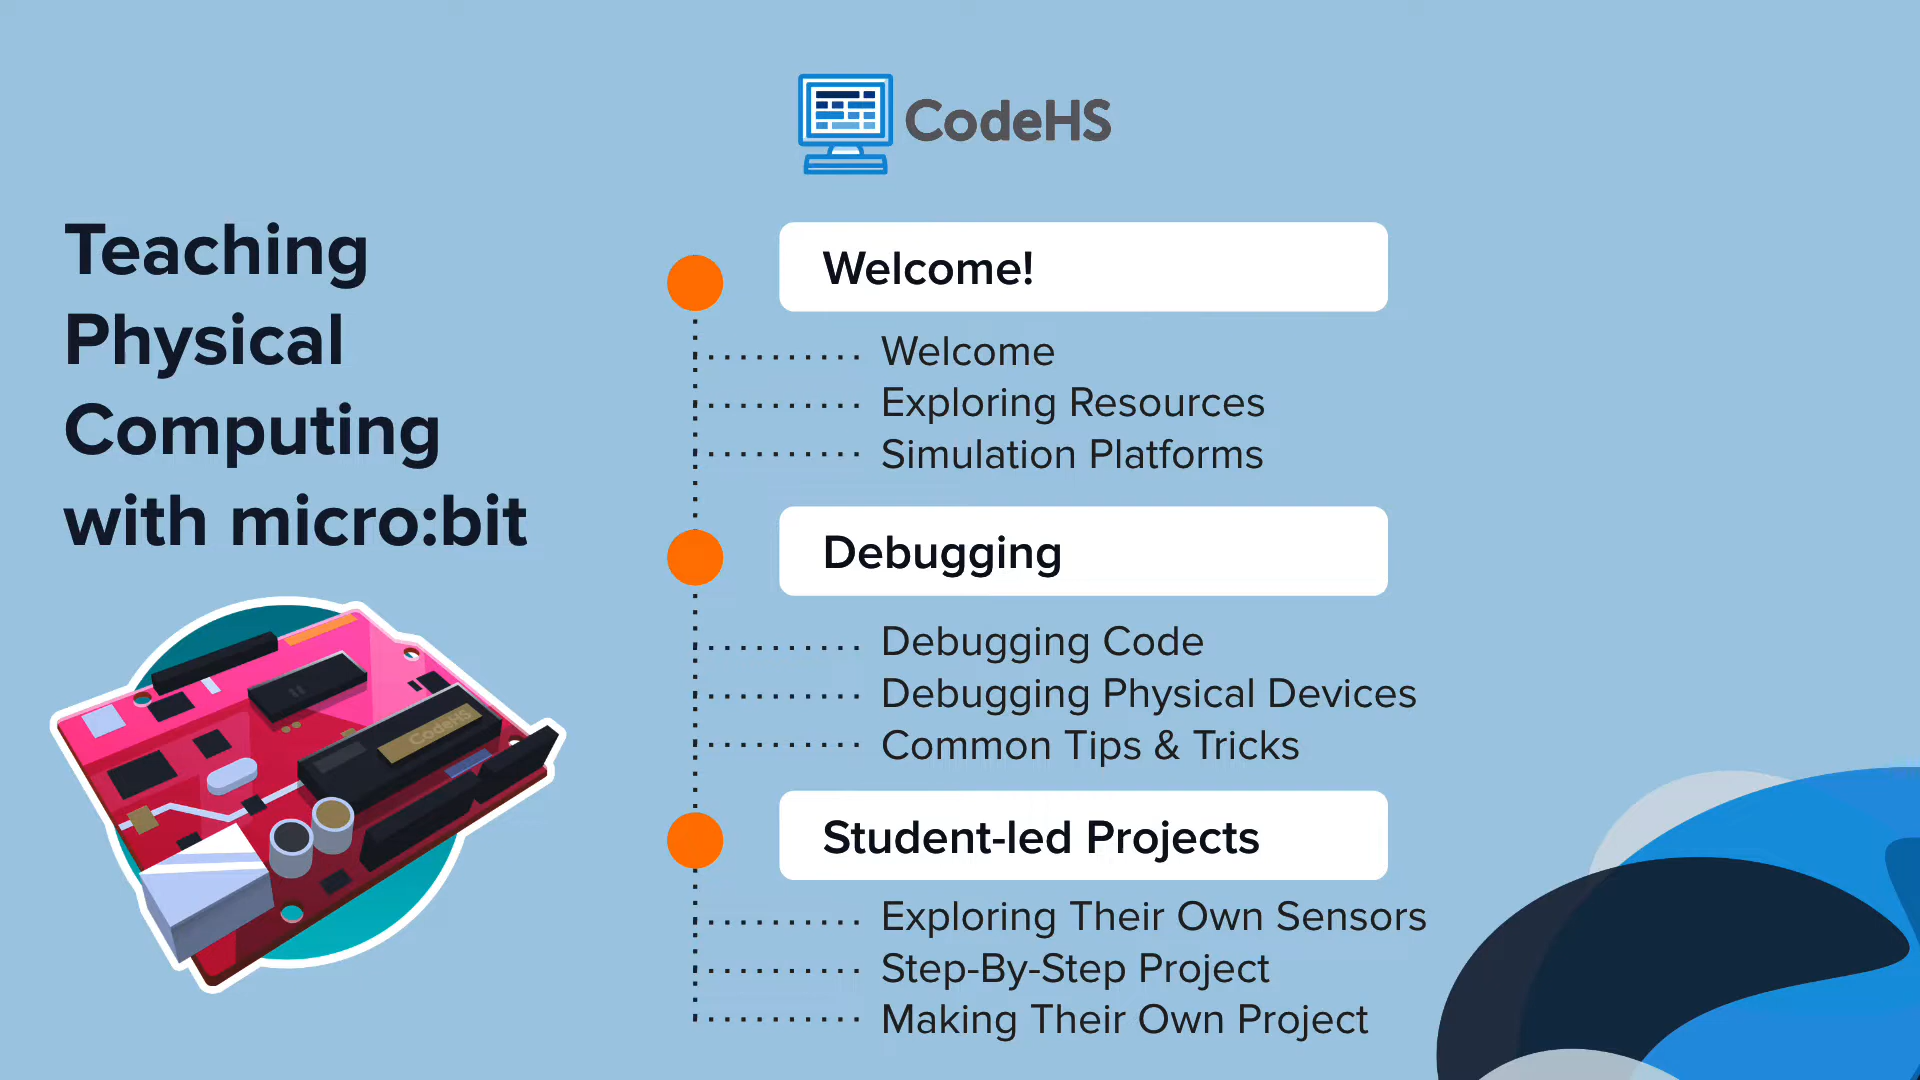 CodeHS
Teaching
Physical
Computing
with micro:bit
CodeHS
Welcome!
Welcome
Exploring Resources
Simulation Platforms
Debugging
Debugging Code
Debugging Physical Devices
Common Tips & Tricks
Student-led Projects
Exploring Their Own Sensors
Step-By-Step Project
Making Their Own Project